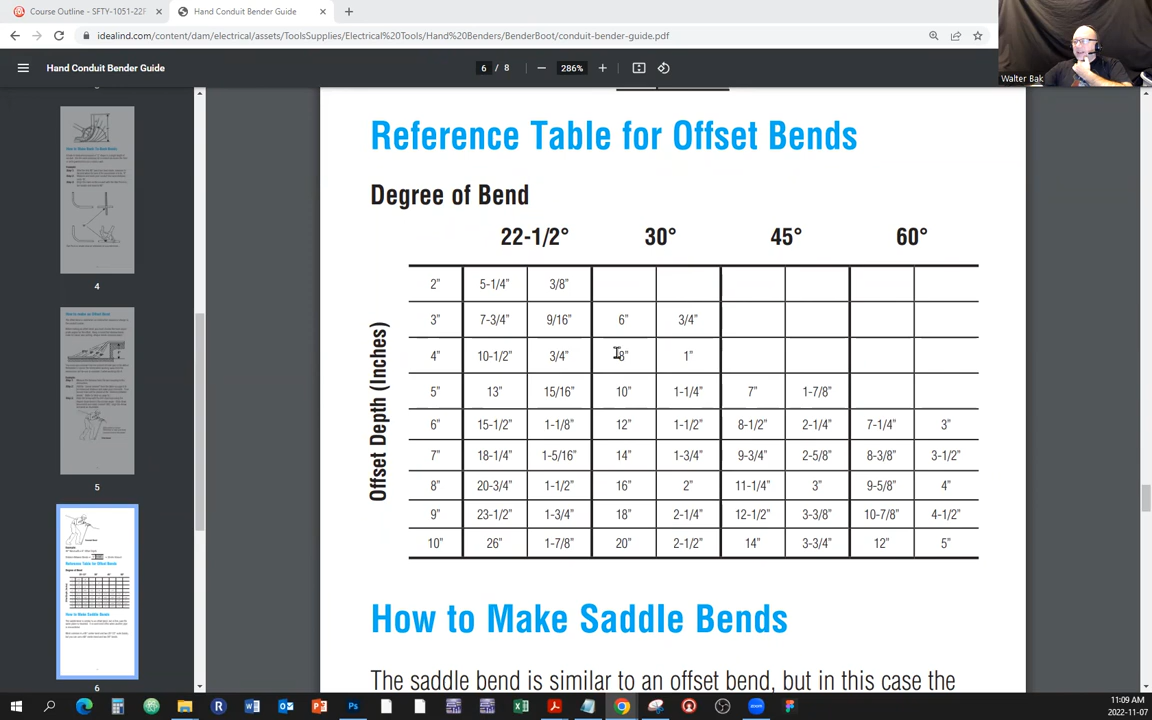 Course Outline - SFTY-1051-22F
Hand Conduit Bender Guide
idealind.com/content/dam/electrical/assets/ToolsSupplies/Electrical%20Tools/Hand%20Benders/BenderBoot/conduit-bender-guide.pdf
Hand Conduit Bender Guide
6 / 8
286%
Walter Bak
4
5
6
Reference Table for Offset Bends
Degree of Bend
22-1/2° 30° 45° 60°
Offset Depth (Inches)
2" 5-1/4" 3/8"
3" 7-3/4" 9/16" 6" 3/4"
4" 10-1/2" 3/4" 8" 1"
5" 13" 15/16" 10" 1-1/4" 7" 1-7/8"
6" 15-1/2" 1-1/8" 12" 1-1/2" 8-1/2" 2-1/4" 7-1/4" 3"
7" 18-1/4" 1-5/16" 14" 1-3/4" 9-3/4" 2-5/8" 8-3/8" 3-1/2"
8" 20-3/4" 1-1/2" 16" 2" 11-1/4" 3" 9-5/8" 4"
9" 23-1/2" 1-3/4" 18" 2-1/4" 12-1/2" 3-3/8" 10-7/8" 4-1/2"
10" 26" 1-7/8" 20" 2-1/2" 14" 3-3/4" 12" 5"
How to Make Saddle Bends
The saddle bend is similar to an offset bend, but in this case the
11:09 AM
2022-11-07